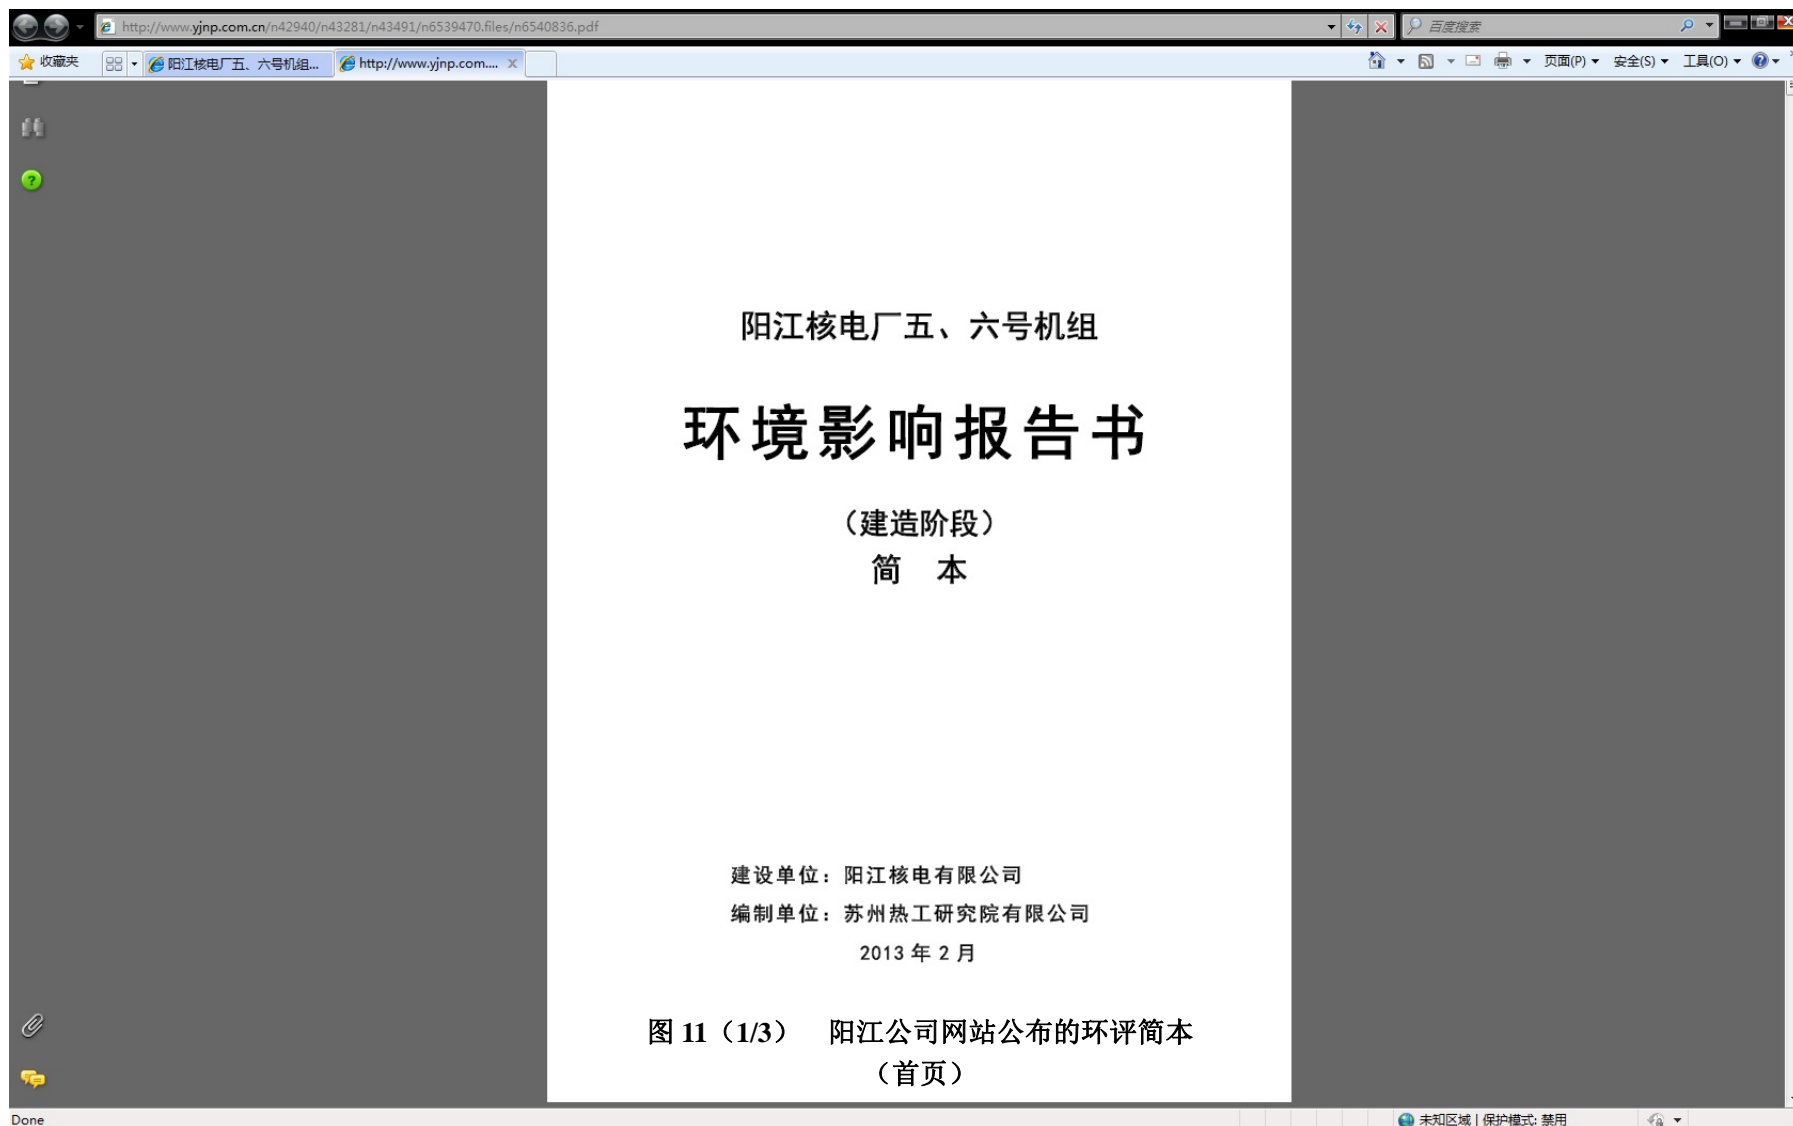 http://www.yjnp.com.cn/n42940/n43281/n43491/n6539470.files/n6540836.pdf
百度搜索
收藏夹
阳江核电厂五、六号机组...
http://www.yjnp.com....
页面(P)
安全(S)
工具(O)
阳江核电厂五、六号机组
环境影响报告书
（建造阶段）
简 本
建设单位：阳江核电有限公司
编制单位：苏州热工研究院有限公司
2013 年 2 月
图 11（1/3） 阳江公司网站公布的环评简本
（首页）
Done
未知区域 | 保护模式: 禁用